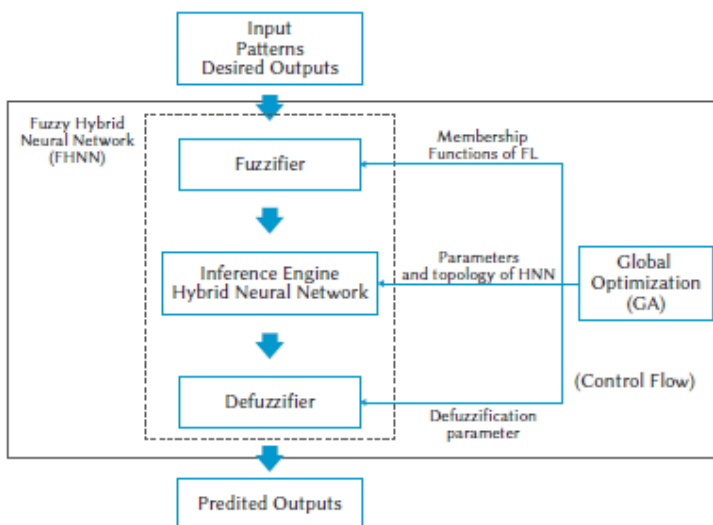 Input
Patterns
Desired Outputs
Fuzzy Hybrid
Neural Network
(FHNN)
Fuzzifier
Membership
Functions of FL
Inference Engine
Hybrid Neural Network
Parameters
and topology of HNN
Global
Optimization
(GA)
(Control Flow)
Defuzzifier
Defuzzification
parameter
Predited Outputs